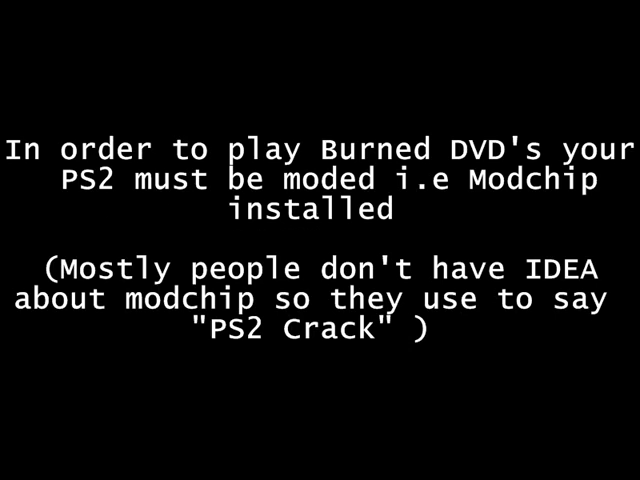 In order to play Burned DVD's your
PS2 must be moded i.e Modchip
installed
(Mostly people don't have IDEA
about modchip so they use to say
"PS2 Crack" )